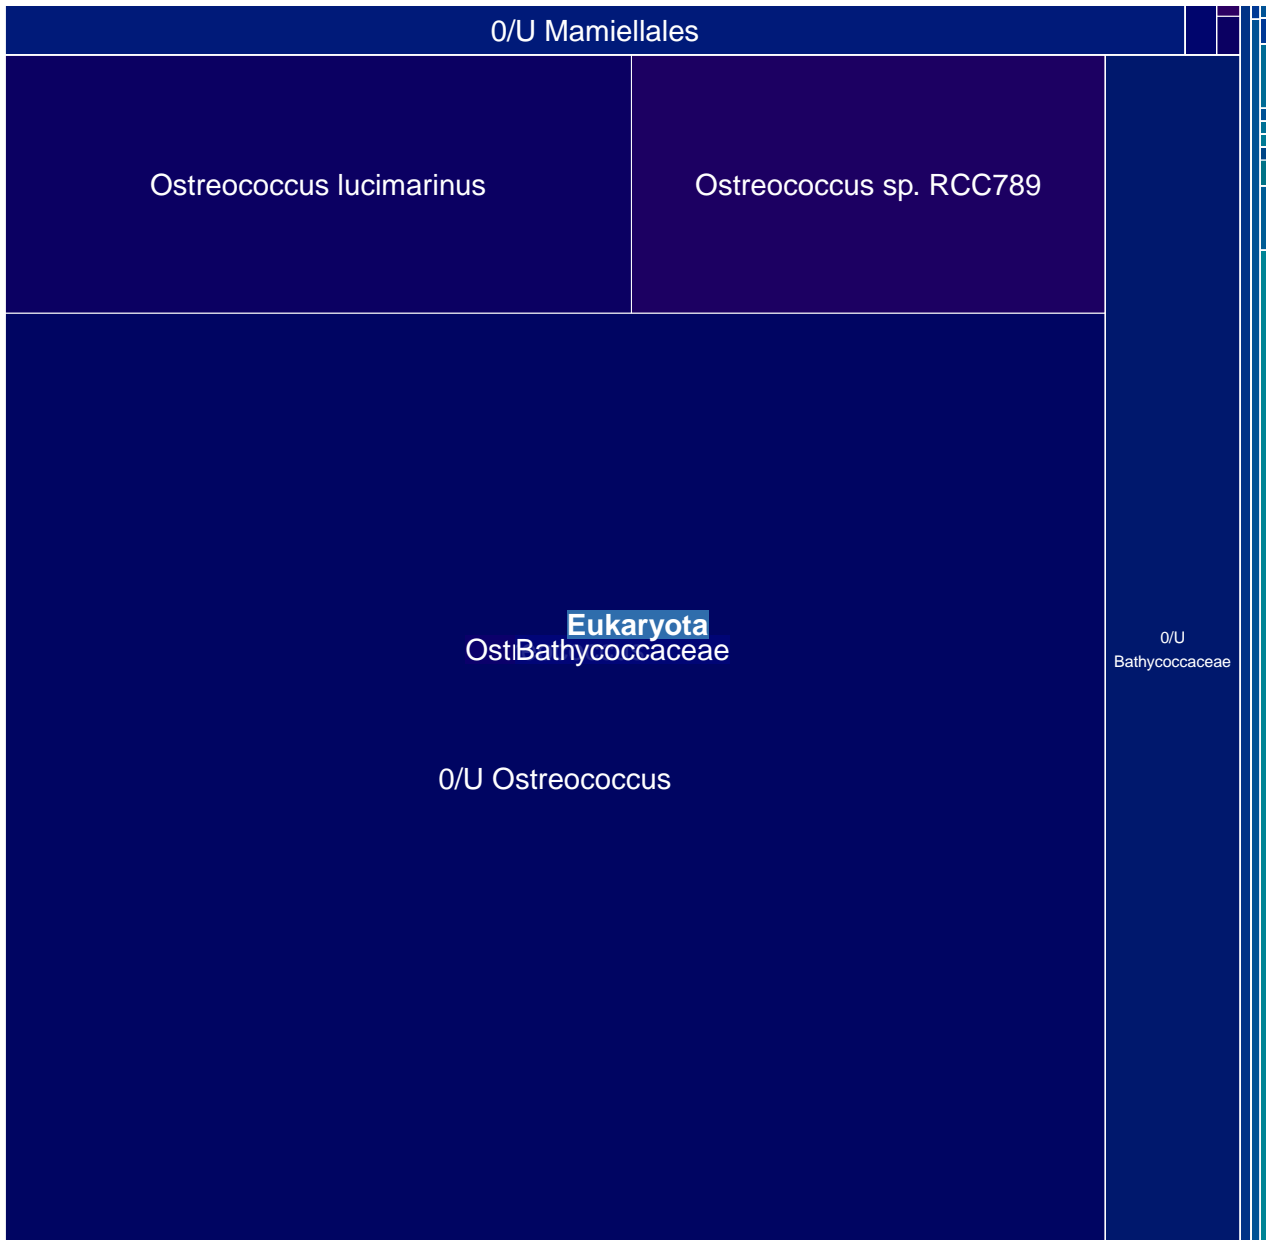 0/U Mamiellales
Ostreococcus lucimarinus
Ostreococcus sp. RCC789
Eukaryota
Bathycoccaceae
0/U
Bathycoccaceae
0/U Ostreococcus